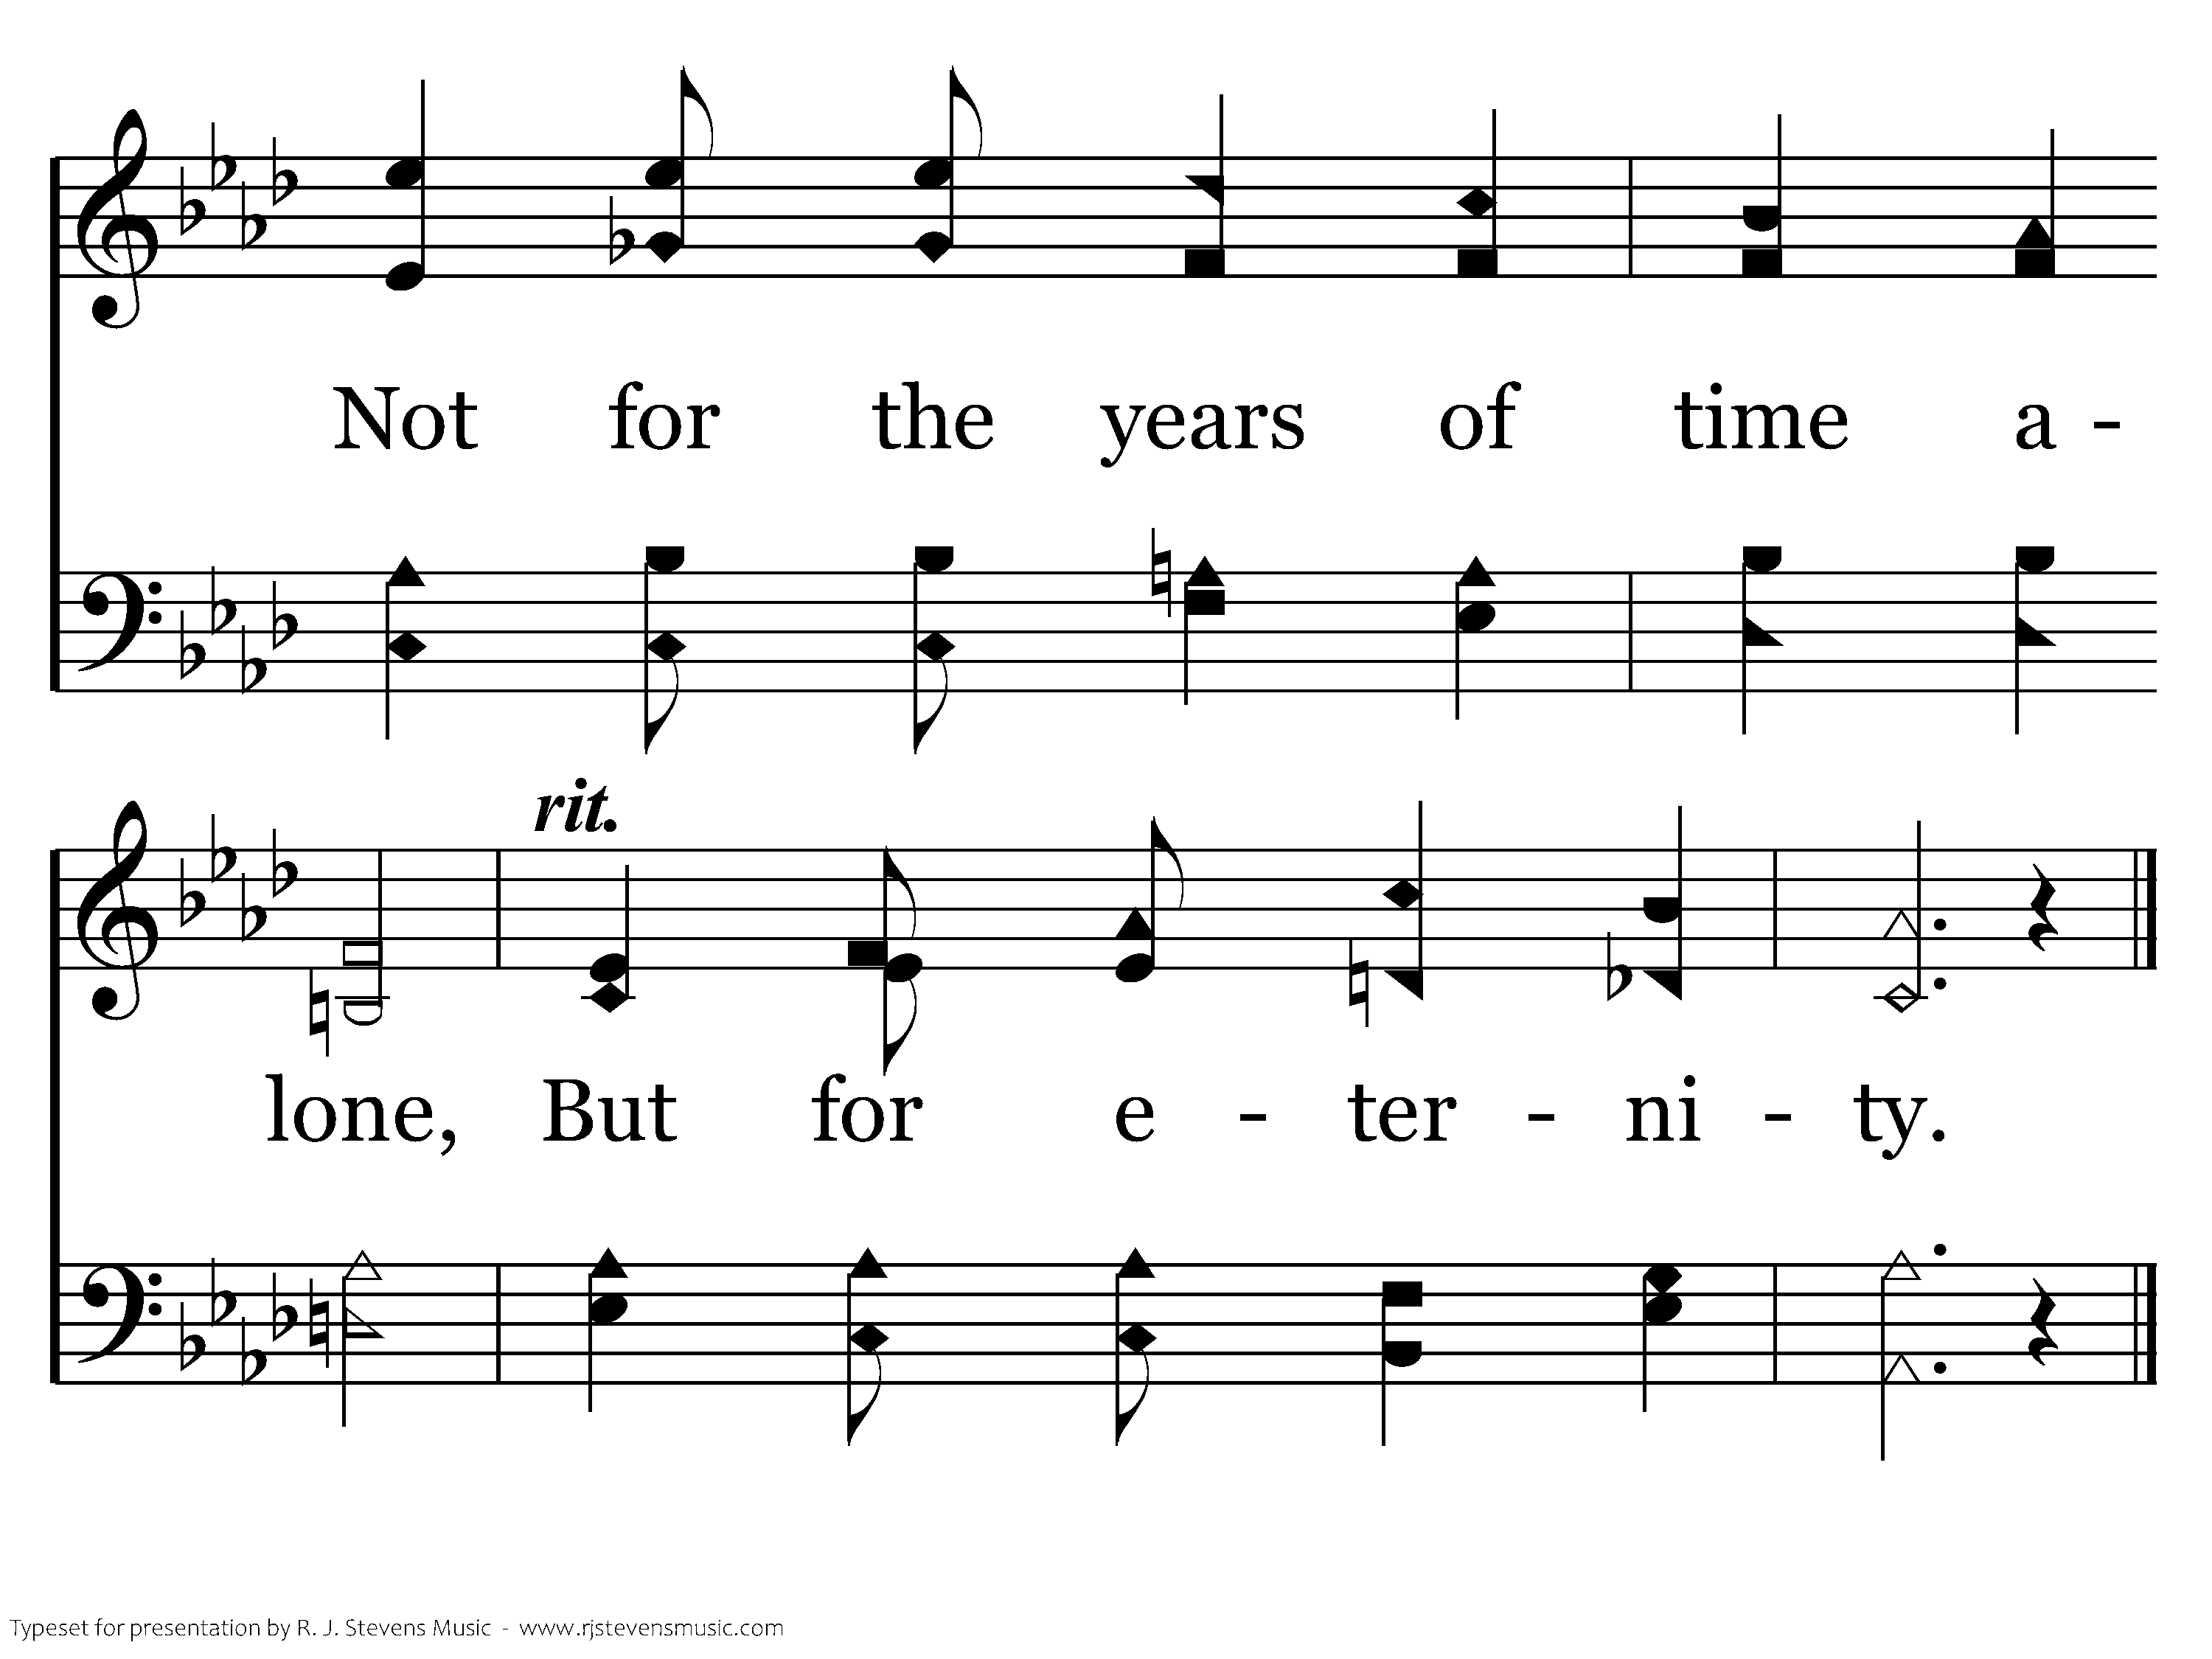 Not for the years of time a -
rit.
lone, But for e - ter - ni - ty.
Typeset for presentation by R. J. Stevens Music - www.rjstevensmusic.com